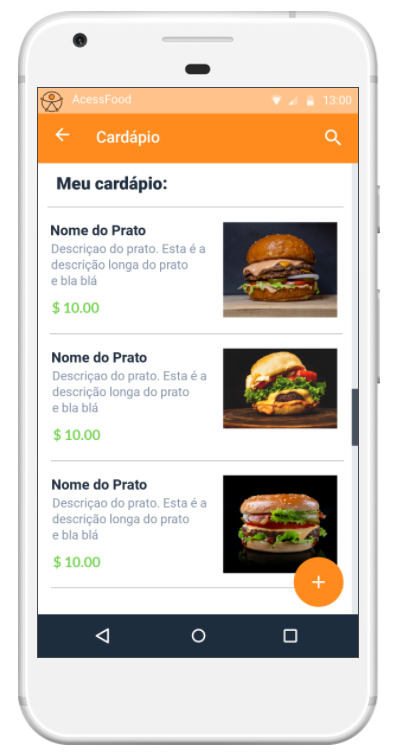 AcessFood
13:00
Cardápio
Meu cardápio:
Nome do Prato
Descriçao do prato. Esta é a
descrição longa do prato
e bla blá
$ 10.00
Nome do Prato
Descriçao do prato. Esta é a
descrição longa do prato
e bla blá
$ 10.00
Nome do Prato
Descriçao do prato. Esta é a
descrição longa do prato
e bla blá
$ 10.00